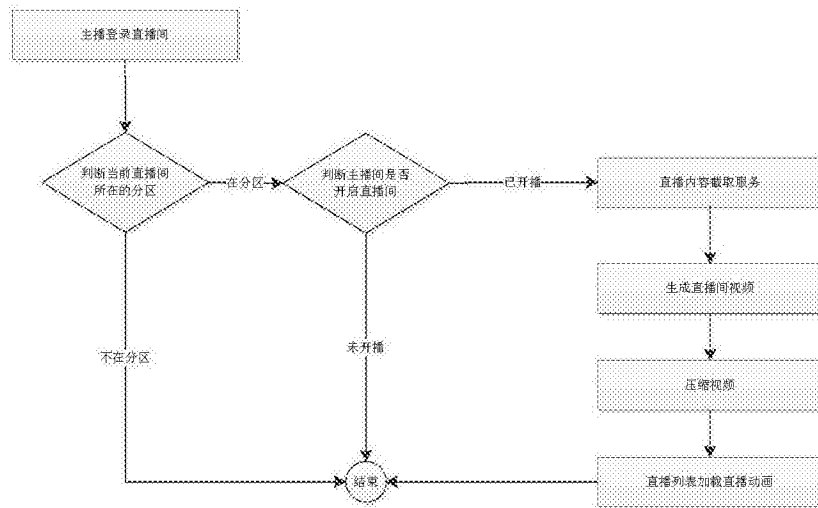 主播登录直播间
判断当前直播间
所在的分区
在分区
判断主播间是否
开启直播间
已开播
直播内容截取服务
生成直播间视频
不在分区
未开播
压缩视频
结束
直播列表加载直播动画